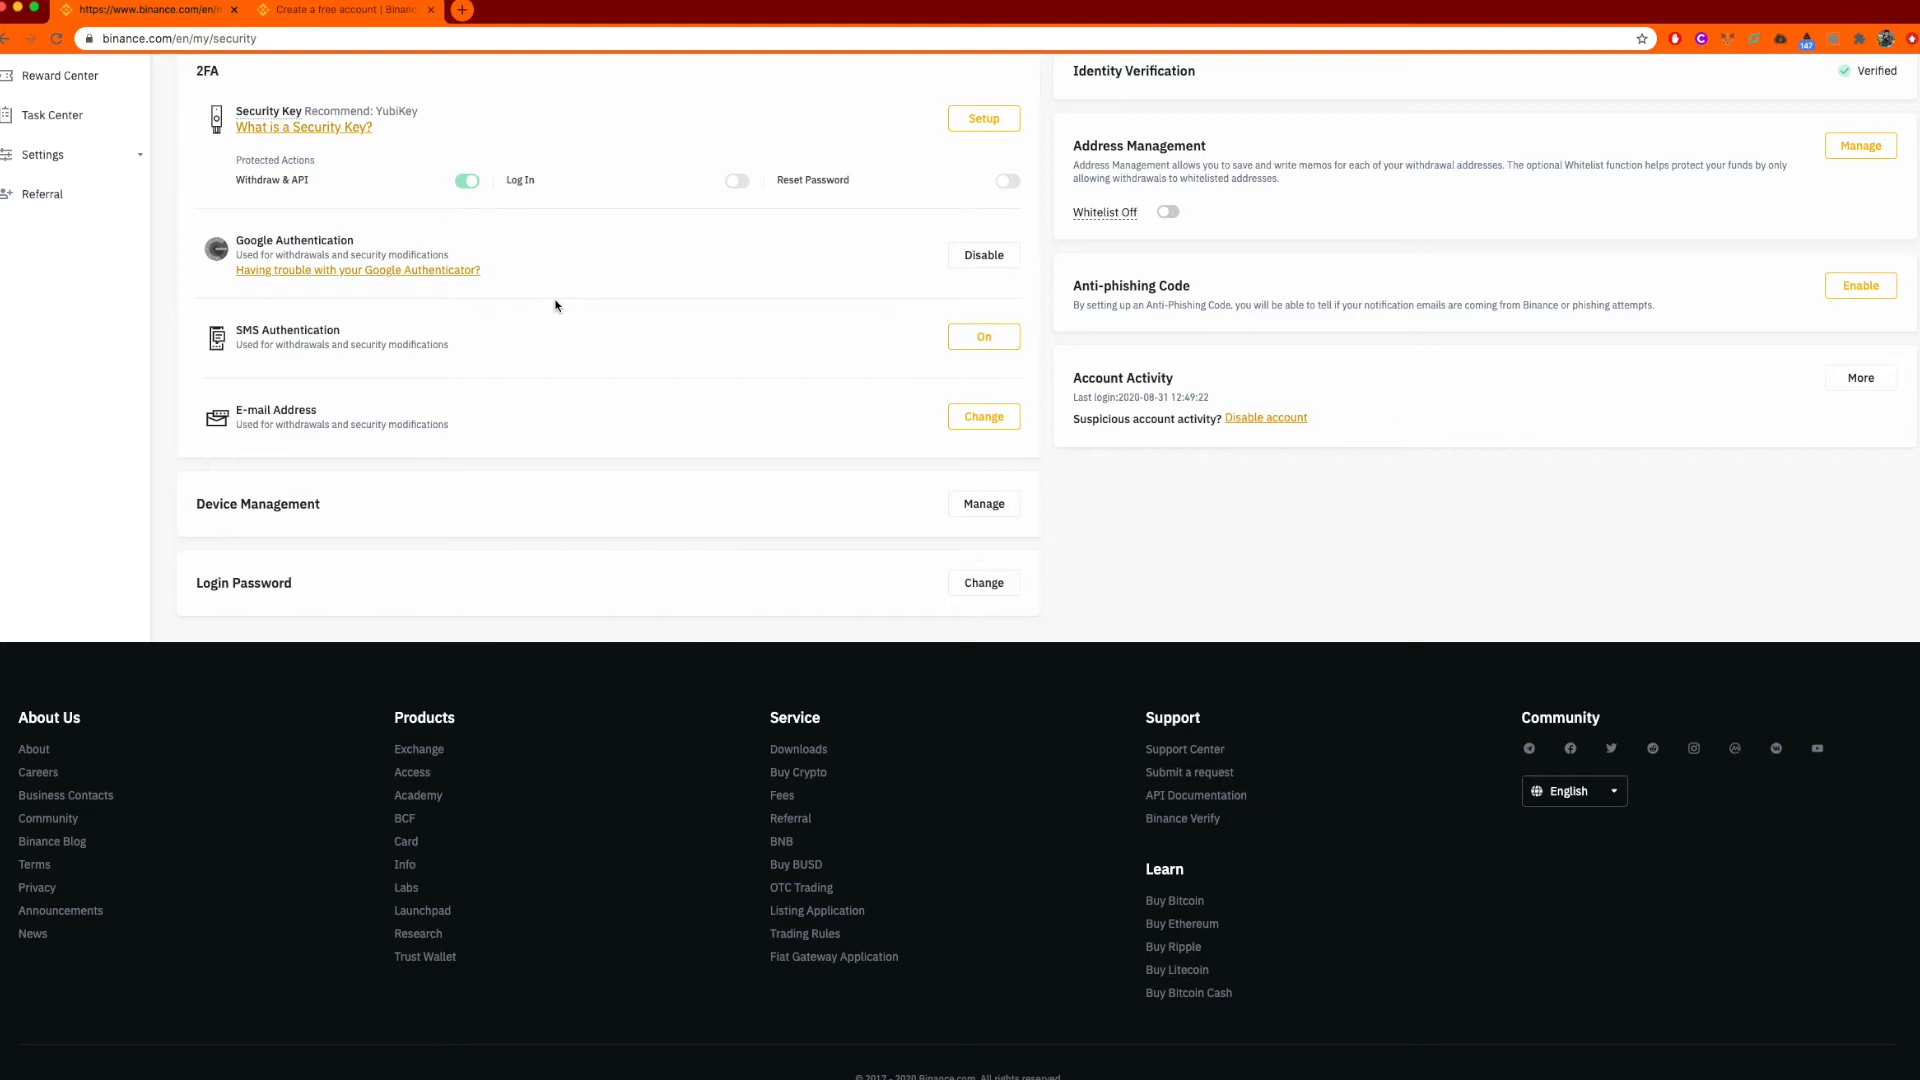 https://www.binance.com/en/
Create a free account | Binanc
binance.com/en/my/security
147
Reward Center
Task Center
Settings
Referral
2FA
Security Key Recommend: YubiKey
What is a Security Key?
Setup
Protected Actions
Withdraw & API
Log In
Reset Password
Google Authentication
Used for withdrawals and security modifications
Having trouble with your Google Authenticator?
Disable
SMS Authentication
Used for withdrawals and security modifications
On
E-mail Address
Used for withdrawals and security modifications
Change
Device Management
Manage
Login Password
Change
Identity Verification
Verified
Address Management
Manage
Address Management allows you to save and write memos for each of your withdrawal addresses. The optional Whitelist function helps protect your funds by only
allowing withdrawals to whitelisted addresses.
Whitelist Off
Anti-phishing Code
Enable
By setting up an Anti-Phishing Code, you will be able to tell if your notification emails are coming from Binance or phishing attempts.
Account Activity
More
Last login:2020-08-31 12:49:22
Suspicious account activity? Disable account
About Us
About
Careers
Business Contacts
Community
Binance Blog
Terms
Privacy
Announcements
News
Products
Exchange
Access
Academy
BCF
Card
Info
Labs
Launchpad
Research
Trust Wallet
Service
Downloads
Buy Crypto
Fees
Referral
BNB
Buy BUSD
OTC Trading
Listing Application
Trading Rules
Fiat Gateway Application
Support
Support Center
Submit a request
API Documentation
Binance Verify
Learn
Buy Bitcoin
Buy Ethereum
Buy Ripple
Buy Litecoin
Buy Bitcoin Cash
Community
English
© 2017 - 2020 Binance.com. All rights reserved